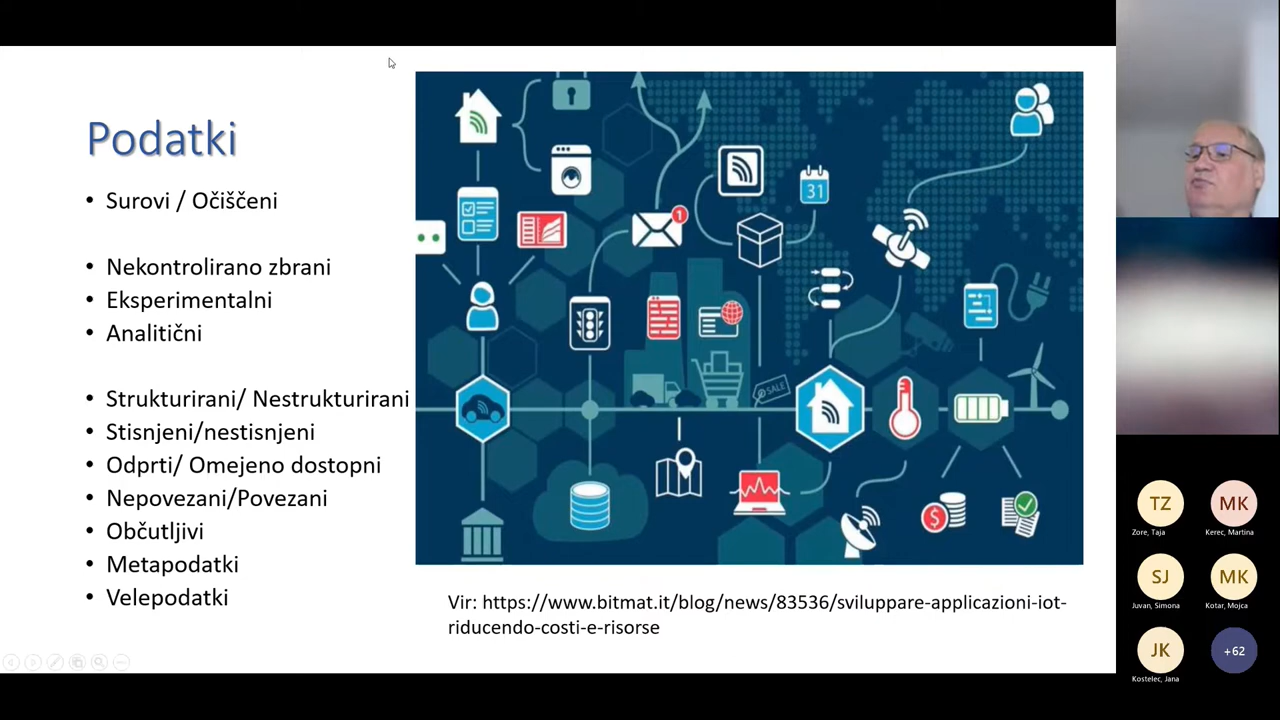 Podatki
• Surovi / Očiščeni
• Nekontrolirano zbrani
• Eksperimentalni
• Analitični
• Strukturirani/ Nestrukturirani
• Stisnjeni/nestisnjeni
• Odprti/ Omejeno dostopni
• Nepovezani/Povezani
• Občutljivi
• Metapodatki
• Velepodatki
1
31
SALE
$
Vir: https://www.bitmat.it/blog/news/83536/sviluppare-applicazioni-iot-
riducendo-costi-e-risorse
TZ
MK
Zore, Taja
Kerec, Martina
SJ
MK
Juvan, Simona
Kotar, Mojca
JK
+62
Kostelec, Jana